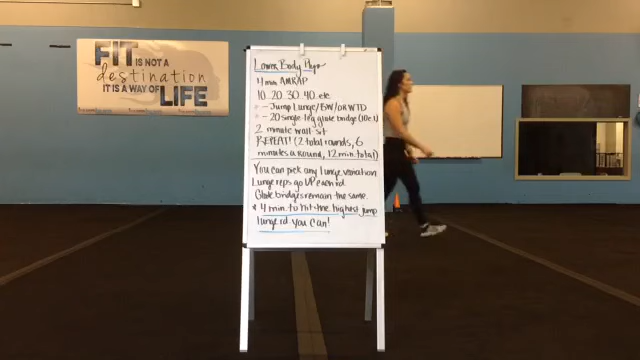 FIT IS NOT A
destination
IT IS A WAY OF
LIFE
Lower Body Pyr
4 min AMRAP
10..20..30..40..etc
- Jump Lunge/BW/OR WTD
- 20 single-leg glute bridge (10e.)
2 minute wall-sit
REPEAT! (2 total rounds, 6
minutes a round, 12 min. total)
You can pick any lunge variation
Lunge reps go UP each rd.
Glute bridges remain the same.
* 4 min to hit the highest jump
lunge rd you can!